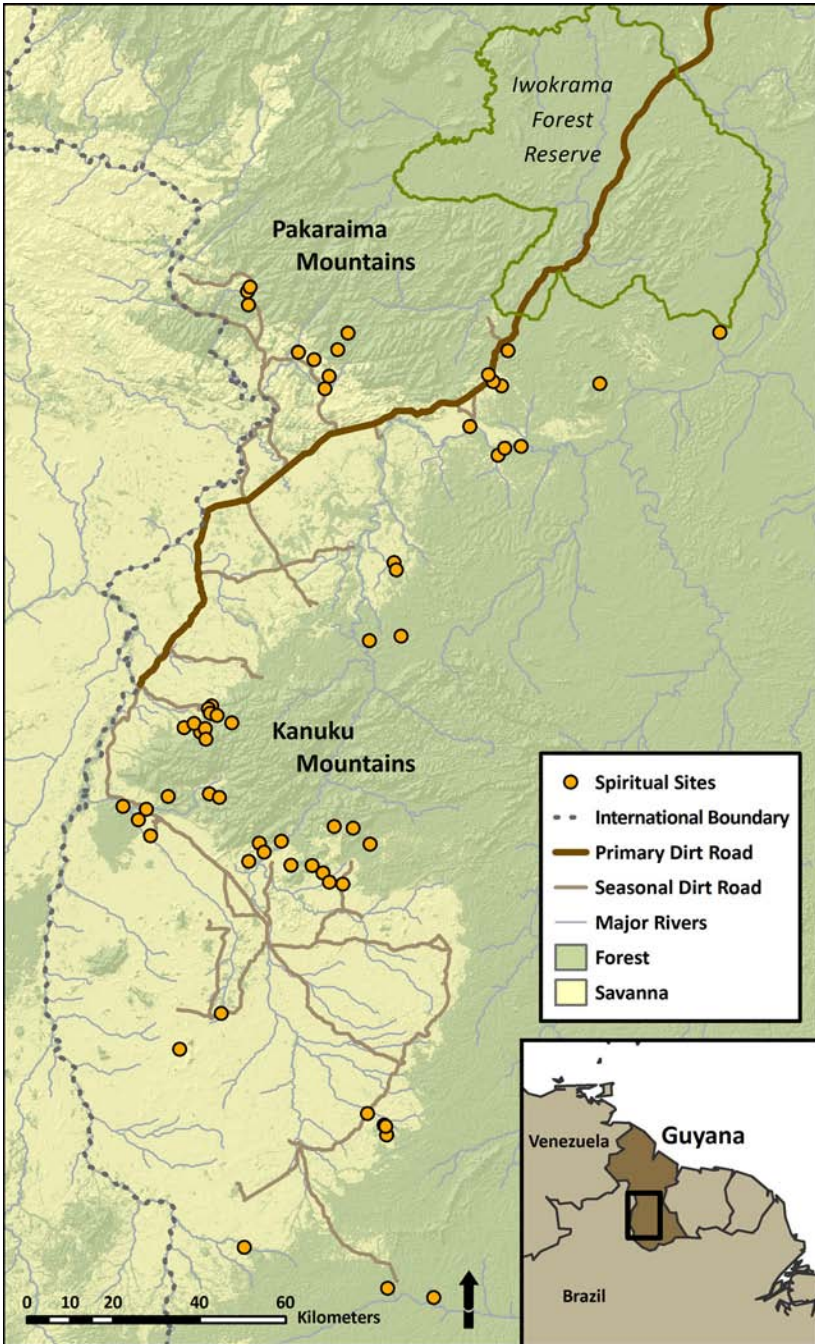 Iwokrama
Forest
Reserve
Pakaraima
Mountains
Kanuku
Mountains
Spiritual Sites
International Boundary
Primary Dirt Road
Seasonal Dirt Road
Major Rivers
Forest
Savanna
Venezuela
Guyana
Brazil
0 10 20 40 60
Kilometers